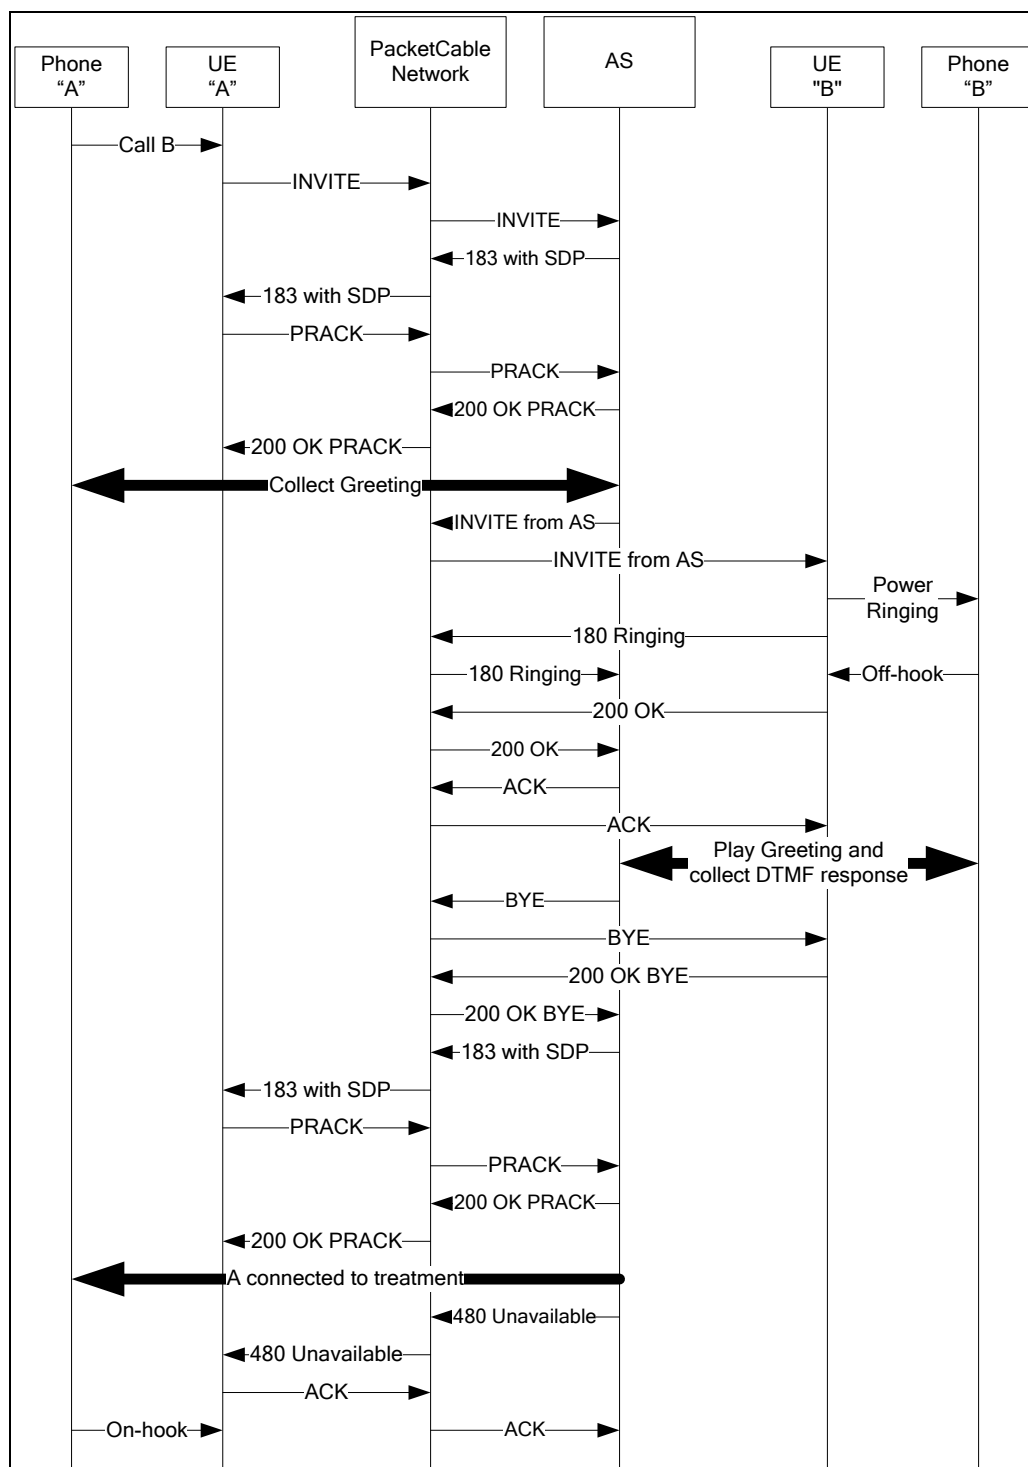 Phone
“A”
UE
“A”
PacketCable
Network
AS
UE
"B"
Phone
“B”
Call B
INVITE
INVITE
183 with SDP
183 with SDP
PRACK
PRACK
200 OK PRACK
200 OK PRACK
Collect Greeting
INVITE from AS
INVITE from AS
Power
Ringing
180 Ringing
180 Ringing
Off-hook
200 OK
200 OK
ACK
ACK
Play Greeting and
collect DTMF response
BYE
BYE
200 OK BYE
200 OK BYE
183 with SDP
183 with SDP
PRACK
PRACK
200 OK PRACK
200 OK PRACK
A connected to treatment
480 Unavailable
480 Unavailable
ACK
On-hook
ACK